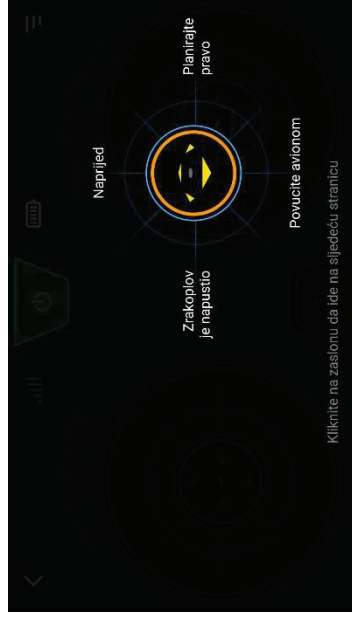 Naprijed
Zrakoplov
je napustio
Planirajte
pravo
Povucite avionom
Kliknite na zaslonu da ide na sljedeću stranicu